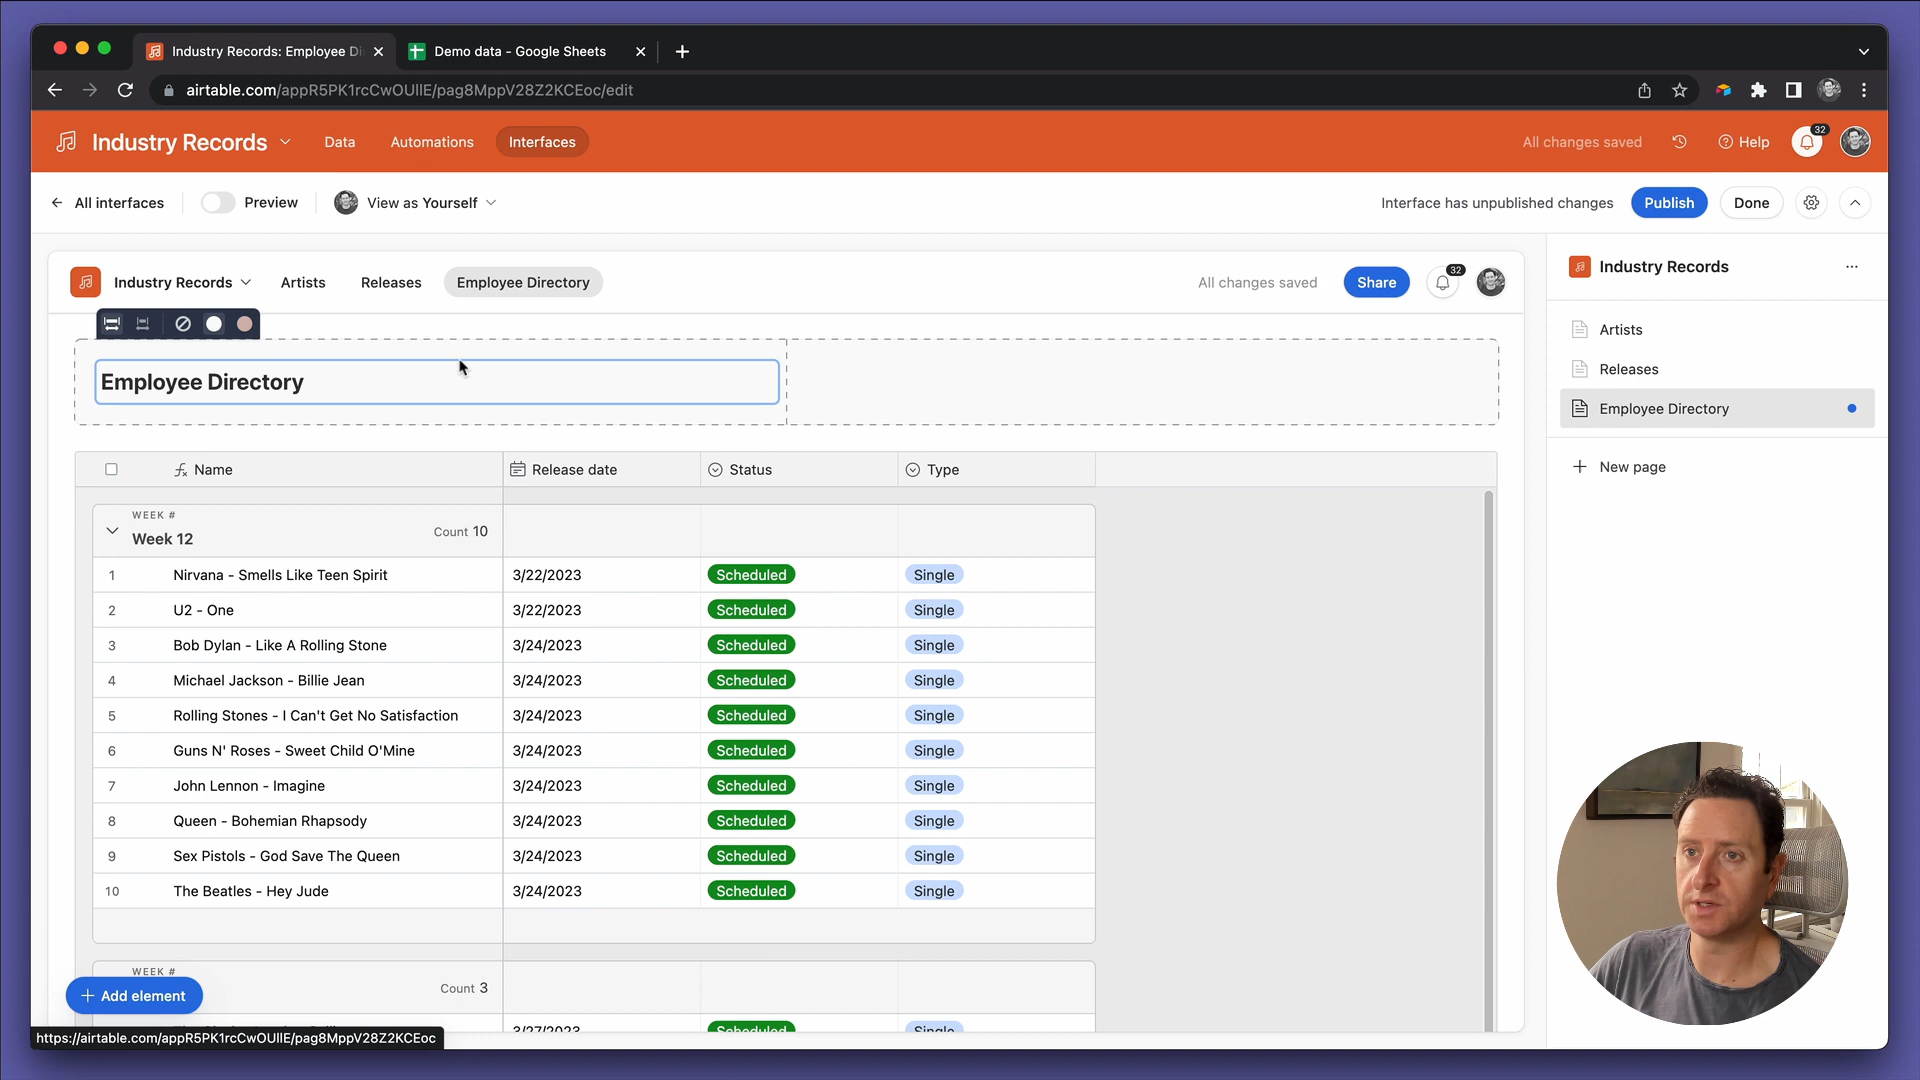 Industry Records: Employee Di
Demo data - Google Sheets
airtable.com/appR5PK1rcCwOUIlE/pag8MppV28Z2KCEoc/edit
Industry Records
Data
Automations
Interfaces
All changes saved
Help
32
All interfaces
Preview
View as Yourself
Interface has unpublished changes
Publish
Done
Industry Records
Artists
Releases
Employee Directory
All changes saved
Share
32
Employee Directory
Name
Release date
Status
Type
WEEK #
Week 12
Count 10
1 Nirvana - Smells Like Teen Spirit 3/22/2023 Scheduled Single
2 U2 - One 3/22/2023 Scheduled Single
3 Bob Dylan - Like A Rolling Stone 3/24/2023 Scheduled Single
4 Michael Jackson - Billie Jean 3/24/2023 Scheduled Single
5 Rolling Stones - I Can't Get No Satisfaction 3/24/2023 Scheduled Single
6 Guns N' Roses - Sweet Child O'Mine 3/24/2023 Scheduled Single
7 John Lennon - Imagine 3/24/2023 Scheduled Single
8 Queen - Bohemian Rhapsody 3/24/2023 Scheduled Single
9 Sex Pistols - God Save The Queen 3/24/2023 Scheduled Single
10 The Beatles - Hey Jude 3/24/2023 Scheduled Single
WEEK #
Count 3
3/27/2023 Scheduled Single
Add element
https://airtable.com/appR5PK1rcCwOUIlE/pag8MppV28Z2KCEoc
Industry Records
Artists
Releases
Employee Directory
New page